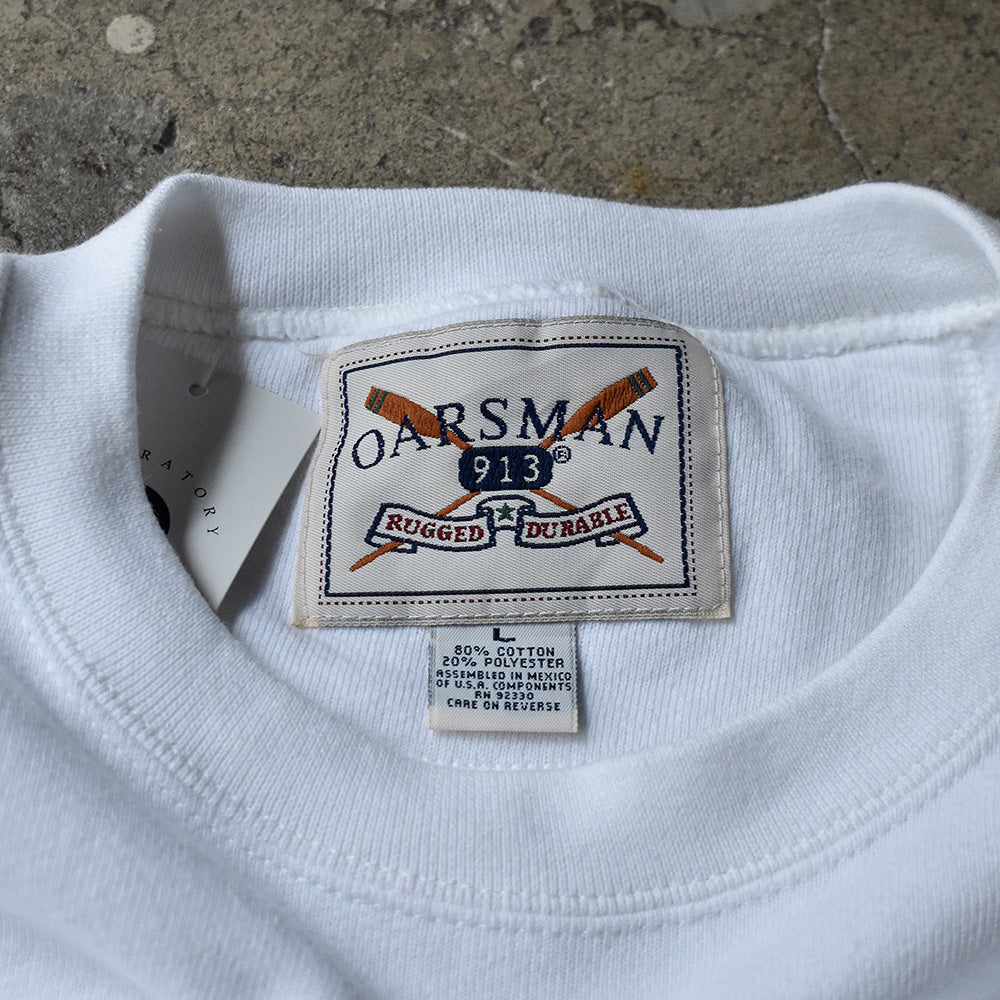 OARSMAN
913®
RUGGED DURABLE
L
80% COTTON
20% POLYESTER
ASSEMBLED IN MEXICO
OF U.S.A. COMPONENTS
RN 92330
CARE ON REVERSE
RATORY